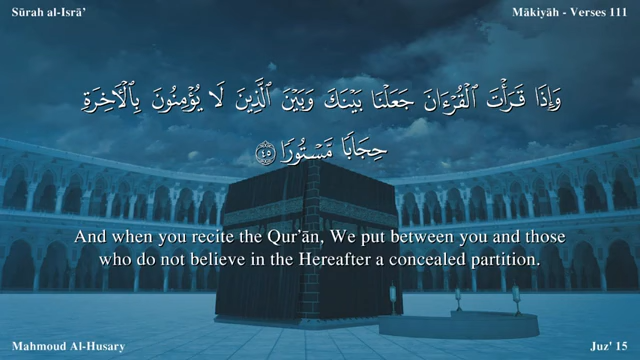 Sūrah al-Isrā’
Mākiyāh - Verses 111
وَإِذَا قَرَأْتَ ٱلْقُرْءَانَ جَعَلْنَا بَيْنَكَ وَبَيْنَ ٱلَّذِينَ لَا يُؤْمِنُونَ بِٱلْـَٔاخِرَةِ
حِجَابًا مَّسْتُورًا ٤٥
And when you recite the Qur’ān, We put between you and those
who do not believe in the Hereafter a concealed partition.
Mahmoud Al-Husary
Juz' 15